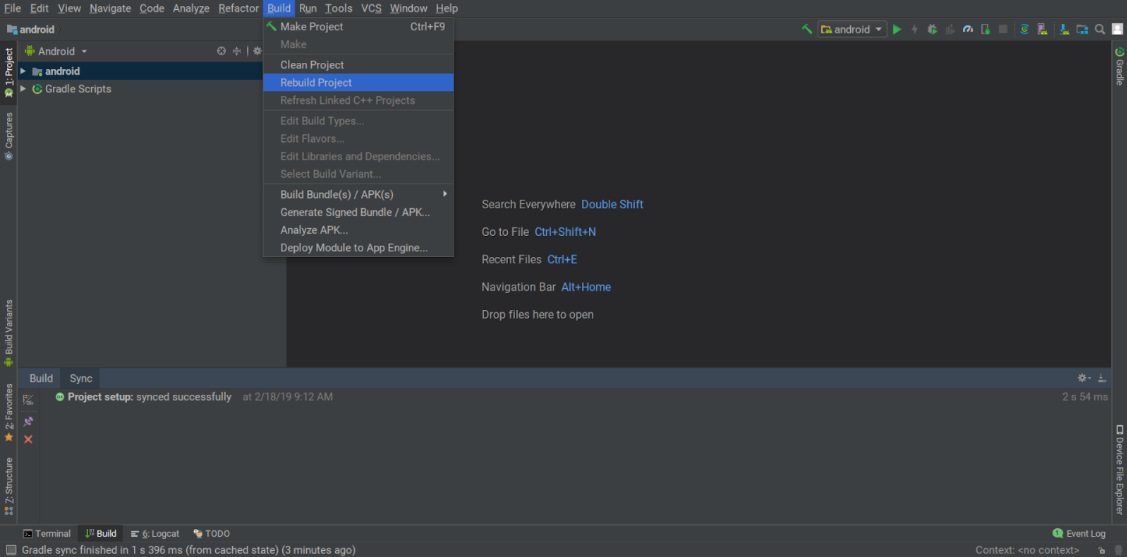 File Edit View Navigate Code Analyze Refactor Build Run Tools VCS Window Help
android
android
Make Project Ctrl+F9
Make
Clean Project
Rebuild Project
Refresh Linked C++ Projects
Edit Build Types...
Edit Flavors...
Edit Libraries and Dependencies...
Select Build Variant...
Build Bundle(s) / APK(s)
Generate Signed Bundle / APK...
Analyze APK...
Deploy Module to App Engine...
1: Project
Captures
Build Variants
2: Favorites
7: Structure
Android
android
Gradle Scripts
Search Everywhere Double Shift
Go to File Ctrl+Shift+N
Recent Files Ctrl+E
Navigation Bar Alt+Home
Drop files here to open
Gradle
Device File Explorer
Build Sync
Project setup: synced successfully at 2/18/19 9:12 AM 2 s 54 ms
Terminal Build 6: Logcat TODO 1 Event Log
Gradle sync finished in 1 s 396 ms (from cached state) (3 minutes ago) Context: <no context>